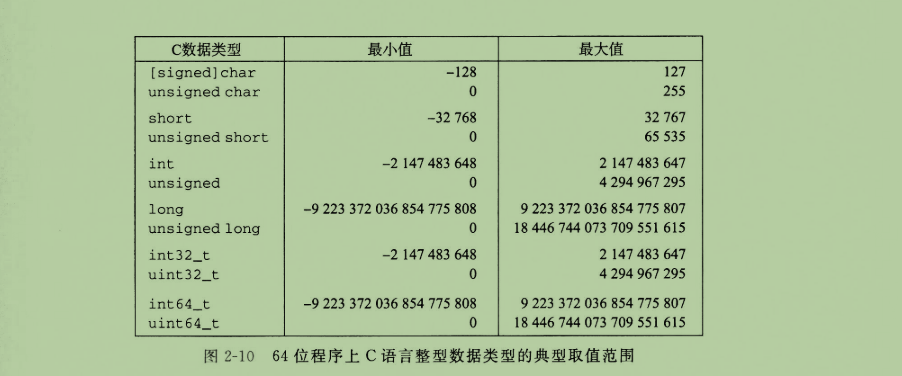 C数据类型 最小值 最大值
[signed]char −128 127
unsigned char 0 255
short −32 768 32 767
unsigned short 0 65 535
int −2 147 483 648 2 147 483 647
unsigned 0 4 294 967 295
long −9 223 372 036 854 775 808 9 223 372 036 854 775 807
unsigned long 0 18 446 744 073 709 551 615
int32_t −2 147 483 648 2 147 483 647
uint32_t 0 4 294 967 295
int64_t −9 223 372 036 854 775 808 9 223 372 036 854 775 807
uint64_t 0 18 446 744 073 709 551 615
图 2-10 64 位程序上 C 语言整型数据类型的典型取值范围